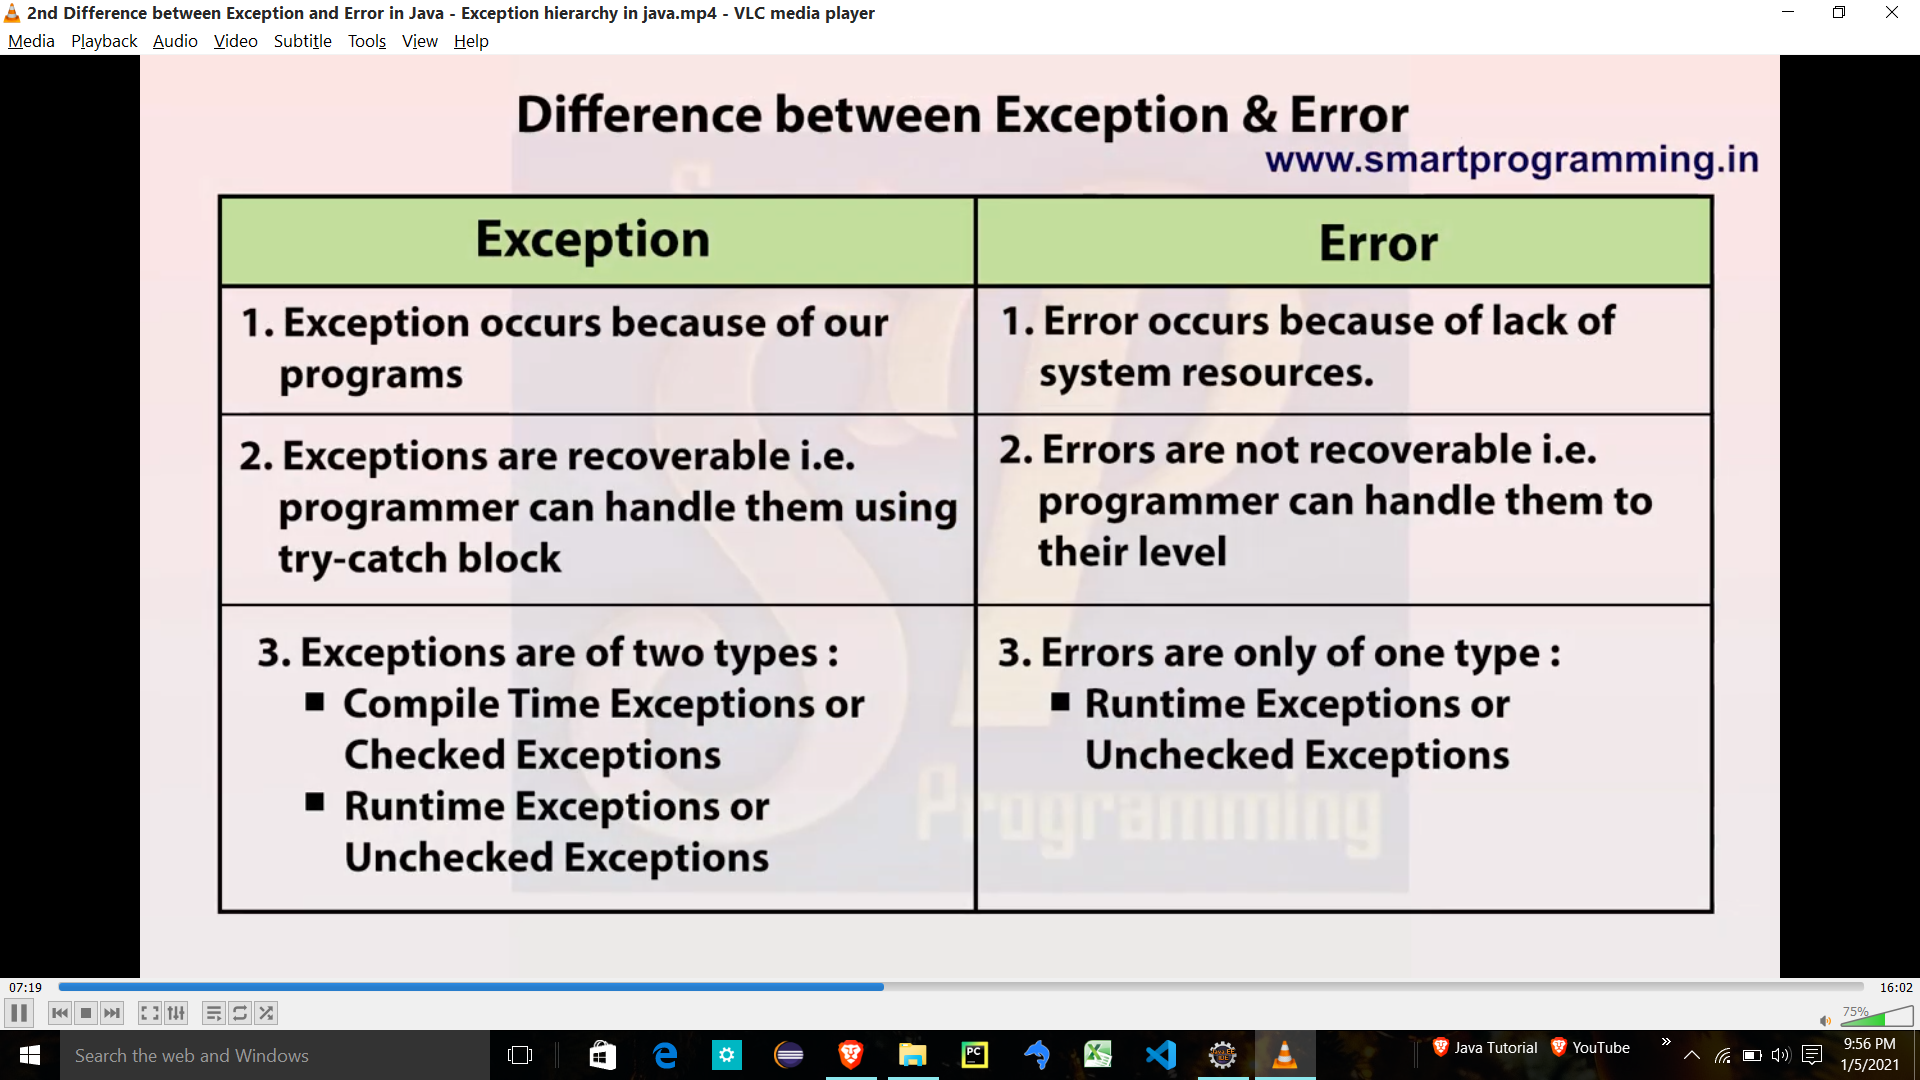 2nd Difference between Exception and Error in Java - Exception hierarchy in java.mp4 - VLC media player
Media Playback Audio Video Subtitle Tools View Help
Difference between Exception & Error
www.smartprogramming.in
Exception
Error
1. Exception occurs because of our
programs
1. Error occurs because of lack of
system resources.
2. Exceptions are recoverable i.e.
programmer can handle them using
try-catch block
2. Errors are not recoverable i.e.
programmer can handle them to
their level
3. Exceptions are of two types :
■ Compile Time Exceptions or
Checked Exceptions
■ Runtime Exceptions or
Unchecked Exceptions
3. Errors are only of one type :
■ Runtime Exceptions or
Unchecked Exceptions
Programming
07:19
16:02
75%
Search the web and Windows
PC
Java Tutorial
YouTube
»
9:56 PM
1/5/2021